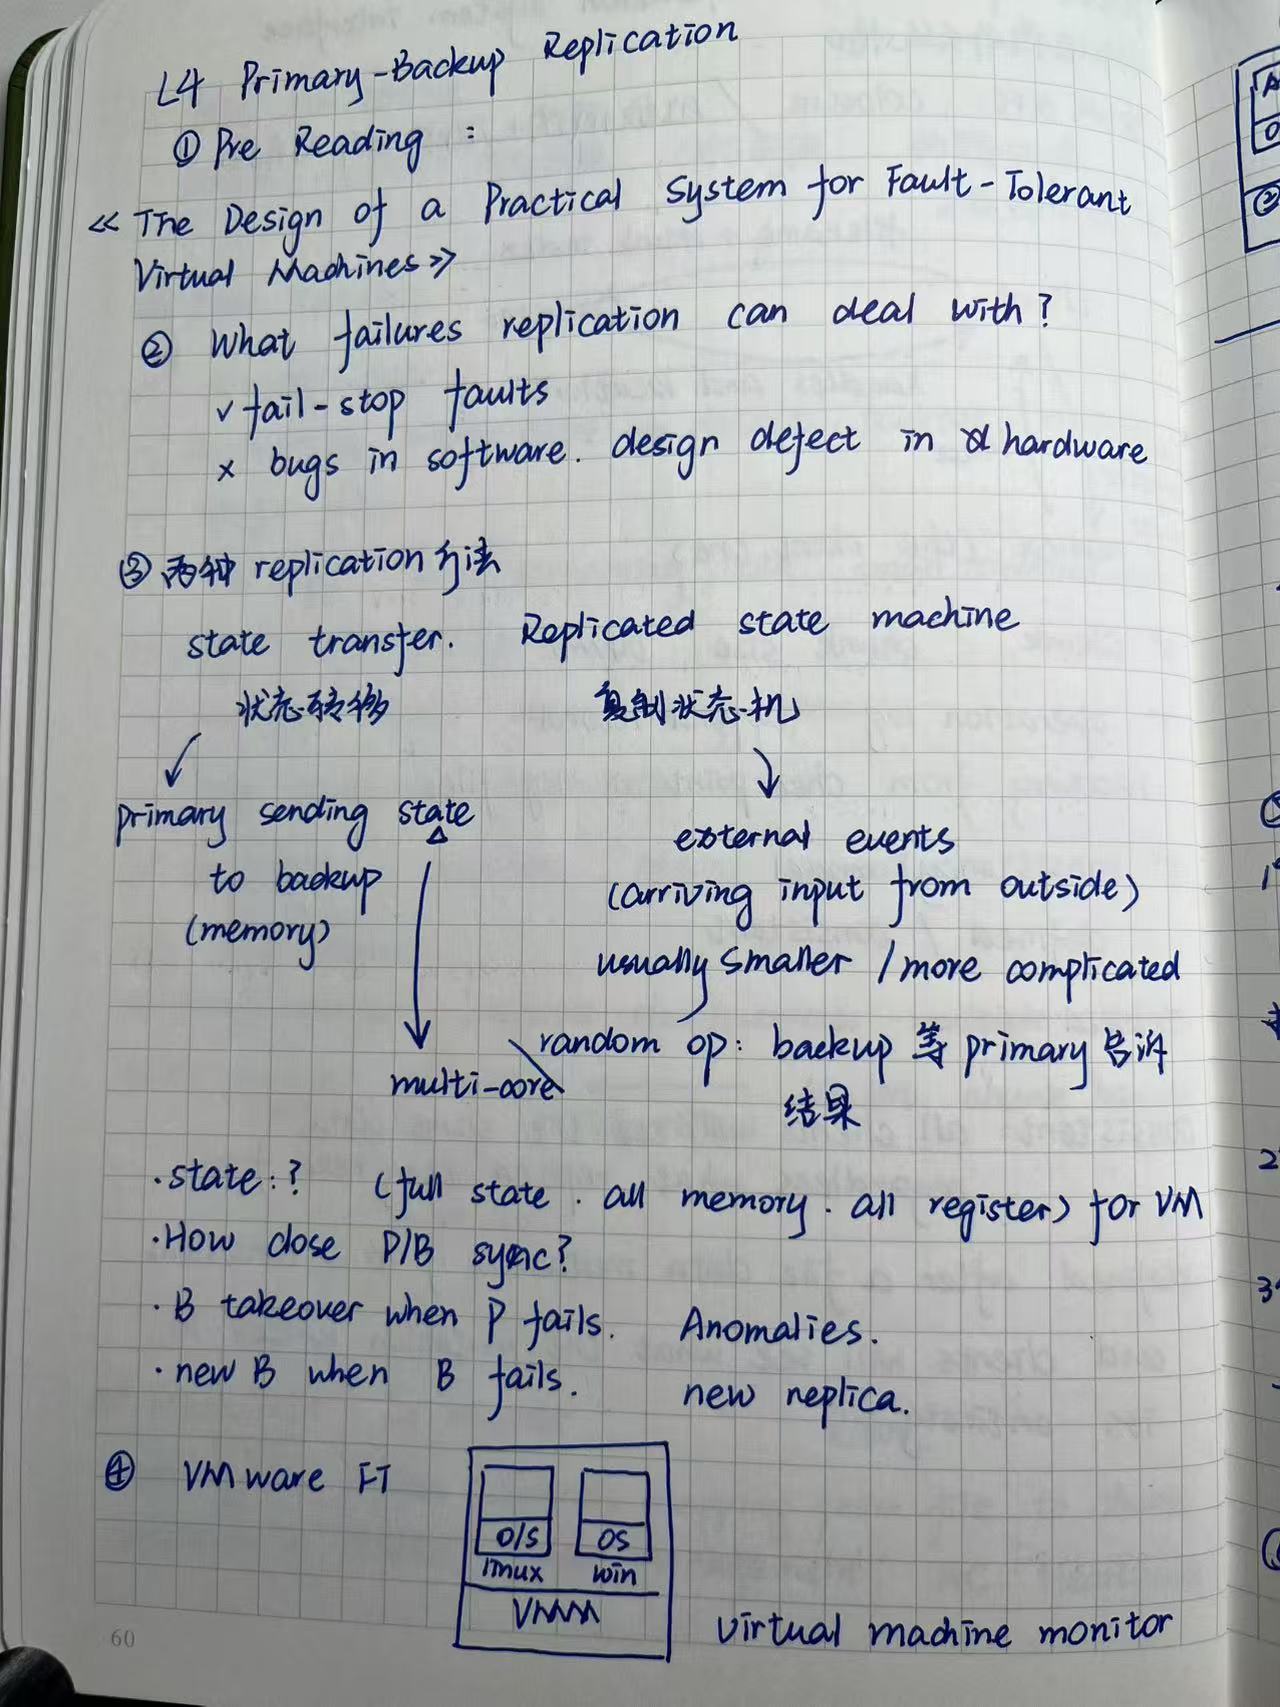 L4 Primary-Backup Replication
① Pre Reading :
《The Design of a Practical System for Fault-Tolerant
Virtual Machines》
② What failures replication can deal with?
✓ fail-stop faults
× bugs in software. design defect in hardware
③ 两种 replication 方法
state transfer. Replicated state machine
状态转移 复制状态机
primary sending state
to backup
(memory)
external events
(arriving input from outside)
usually smaller / more complicated
random op: backup 等 primary 告诉
结果
multi-core
· state:? (full state. all memory. all register) for VM
· How close P/B sync?
· B takeover when P fails. Anomalies.
· new B when B fails. new replica.
④ VMware FT
O/S OS
linux win
VMM
virtual machine monitor
60